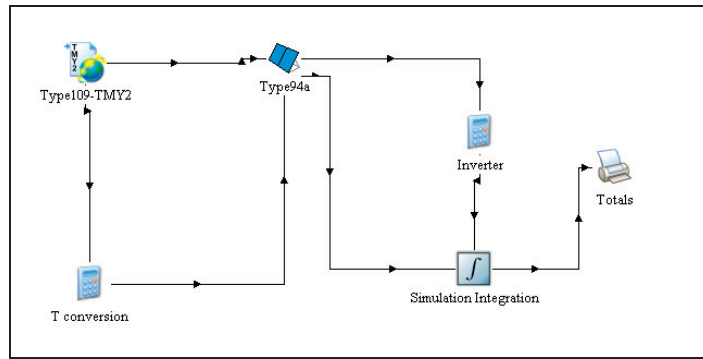 TMY2
Type109-TMY2
Type94a
Inverter
Totals
Simulation Integration
T conversion